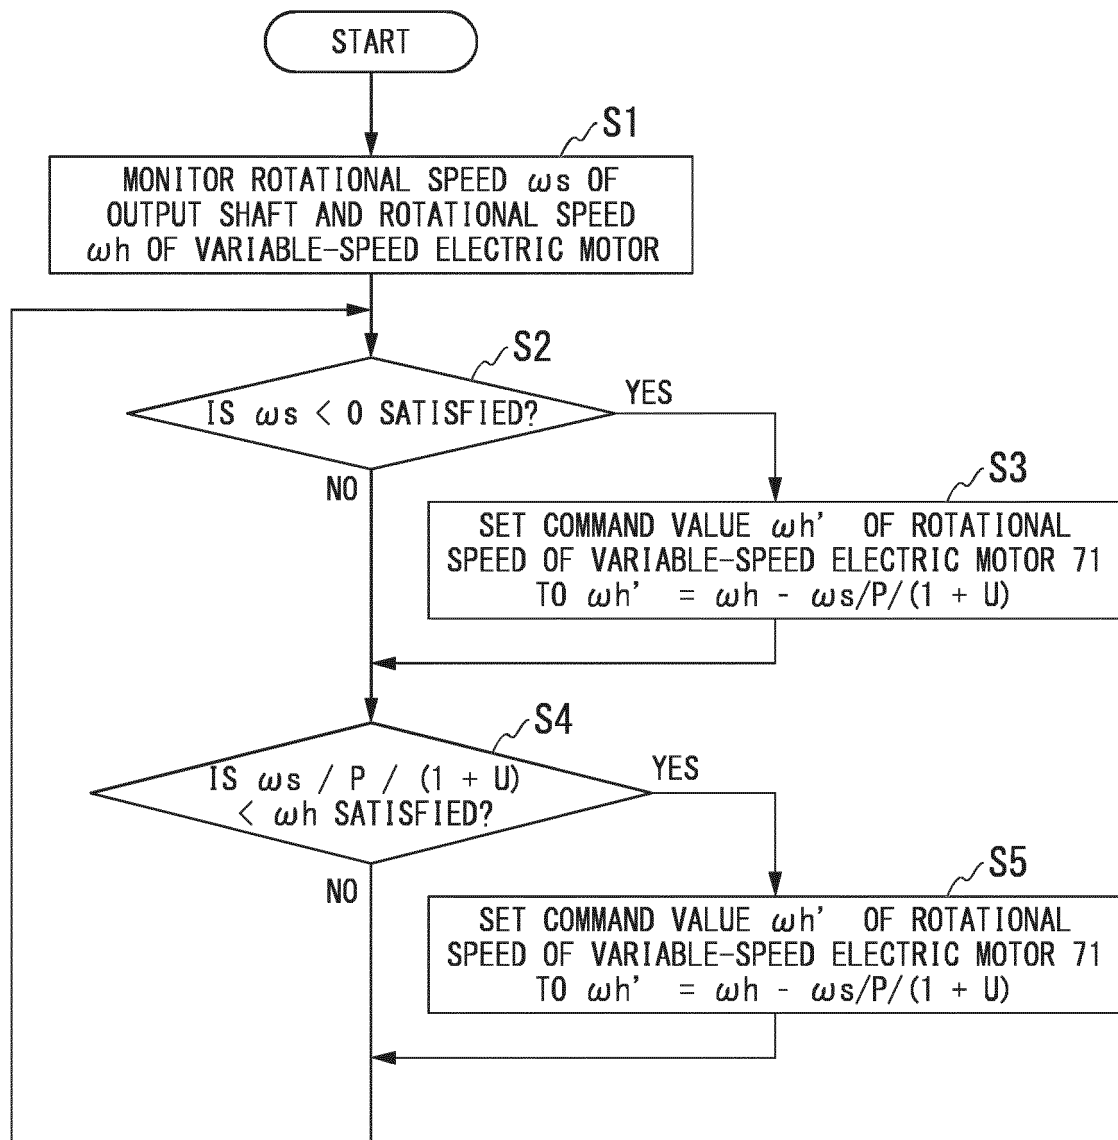 START
S1
MONITOR ROTATIONAL SPEED ωs OF
OUTPUT SHAFT AND ROTATIONAL SPEED
ωh OF VARIABLE-SPEED ELECTRIC MOTOR
S2
IS ωs < 0 SATISFIED?
YES
NO
S3
SET COMMAND VALUE ωh' OF ROTATIONAL
SPEED OF VARIABLE-SPEED ELECTRIC MOTOR 71
TO ωh' = ωh - ωs/P/(1 + U)
S4
IS ωs / P / (1 + U)
< ωh SATISFIED?
YES
NO
S5
SET COMMAND VALUE ωh' OF ROTATIONAL
SPEED OF VARIABLE-SPEED ELECTRIC MOTOR 71
TO ωh' = ωh - ωs/P/(1 + U)